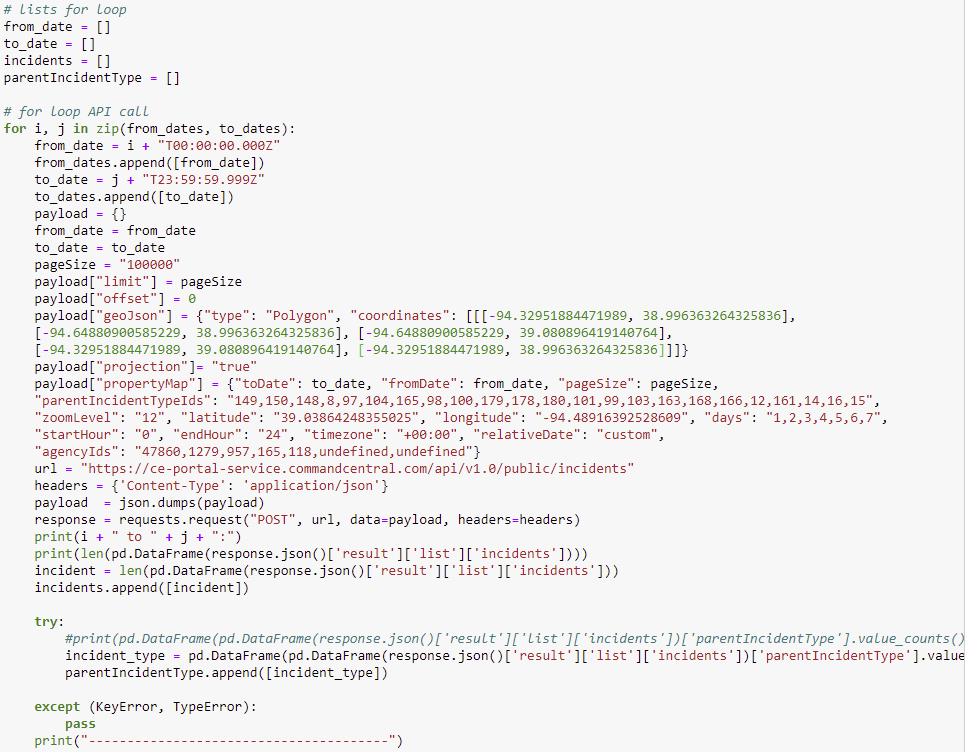 # lists for loop
from_date = []
to_date = []
incidents = []
parentIncidentType = []
# for loop API call
for i, j in zip(from_dates, to_dates):
    from_date = i + "T00:00:00.000Z"
    from_dates.append([from_date])
    to_date = j + "T23:59:59.999Z"
    to_dates.append([to_date])
    payload = {}
    from_date = from_date
    to_date = to_date
    pageSize = "100000"
    payload["limit"] = pageSize
    payload["offset"] = 0
    payload["geoJson"] = {"type": "Polygon", "coordinates": [[[-94.32951884471989, 38.996363264325836],
    [-94.64880900585229, 38.996363264325836], [-94.64880900585229, 39.080896419140764],
    [-94.32951884471989, 39.080896419140764], [-94.32951884471989, 38.996363264325836]]]}
    payload["projection"]= "true"
    payload["propertyMap"] = {"toDate": to_date, "fromDate": from_date, "pageSize": pageSize,
    "parentIncidentTypeIds": "149,150,148,8,97,104,165,98,100,179,178,180,101,99,103,163,168,166,12,161,14,16,15",
    "zoomLevel": "12", "latitude": "39.03864248355025", "longitude": "-94.48916392528609", "days": "1,2,3,4,5,6,7",
    "startHour": "0", "endHour": "24", "timezone": "+00:00", "relativeDate": "custom",
    "agencyIds": "47860,1279,957,165,118,undefined,undefined"}
    url = "https://ce-portal-service.commandcentral.com/api/v1.0/public/incidents"
    headers = {'Content-Type': 'application/json'}
    payload  = json.dumps(payload)
    response = requests.request("POST", url, data=payload, headers=headers)
    print(i + " to " + j + ":")
    print(len(pd.DataFrame(response.json()['result']['list']['incidents'])))
    incident = len(pd.DataFrame(response.json()['result']['list']['incidents']))
    incidents.append([incident])
    try:
        #print(pd.DataFrame(pd.DataFrame(response.json()['result']['list']['incidents'])['parentIncidentType'].value_counts()
        incident_type = pd.DataFrame(pd.DataFrame(response.json()['result']['list']['incidents'])['parentIncidentType'].value
        parentIncidentType.append([incident_type])
    except (KeyError, TypeError):
        pass
    print("---------------------------------------")